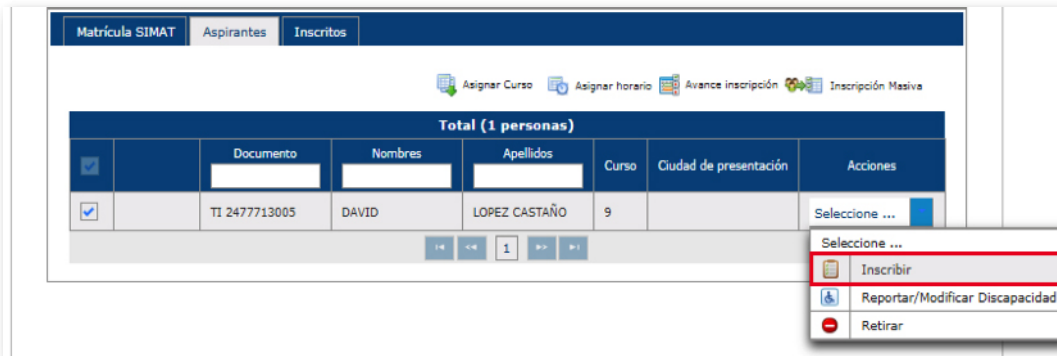 Matrícula SIMAT Aspirantes Inscritos
Asignar Curso Asignar horario Avance inscripción Inscripción Masiva
Total (1 personas)
Documento Nombres Apellidos Curso Ciudad de presentación Acciones
TI 2477713005 DAVID LOPEZ CASTAÑO 9 Seleccione ...
1
Seleccione ...
Inscribir
Reportar/Modificar Discapacidad
Retirar